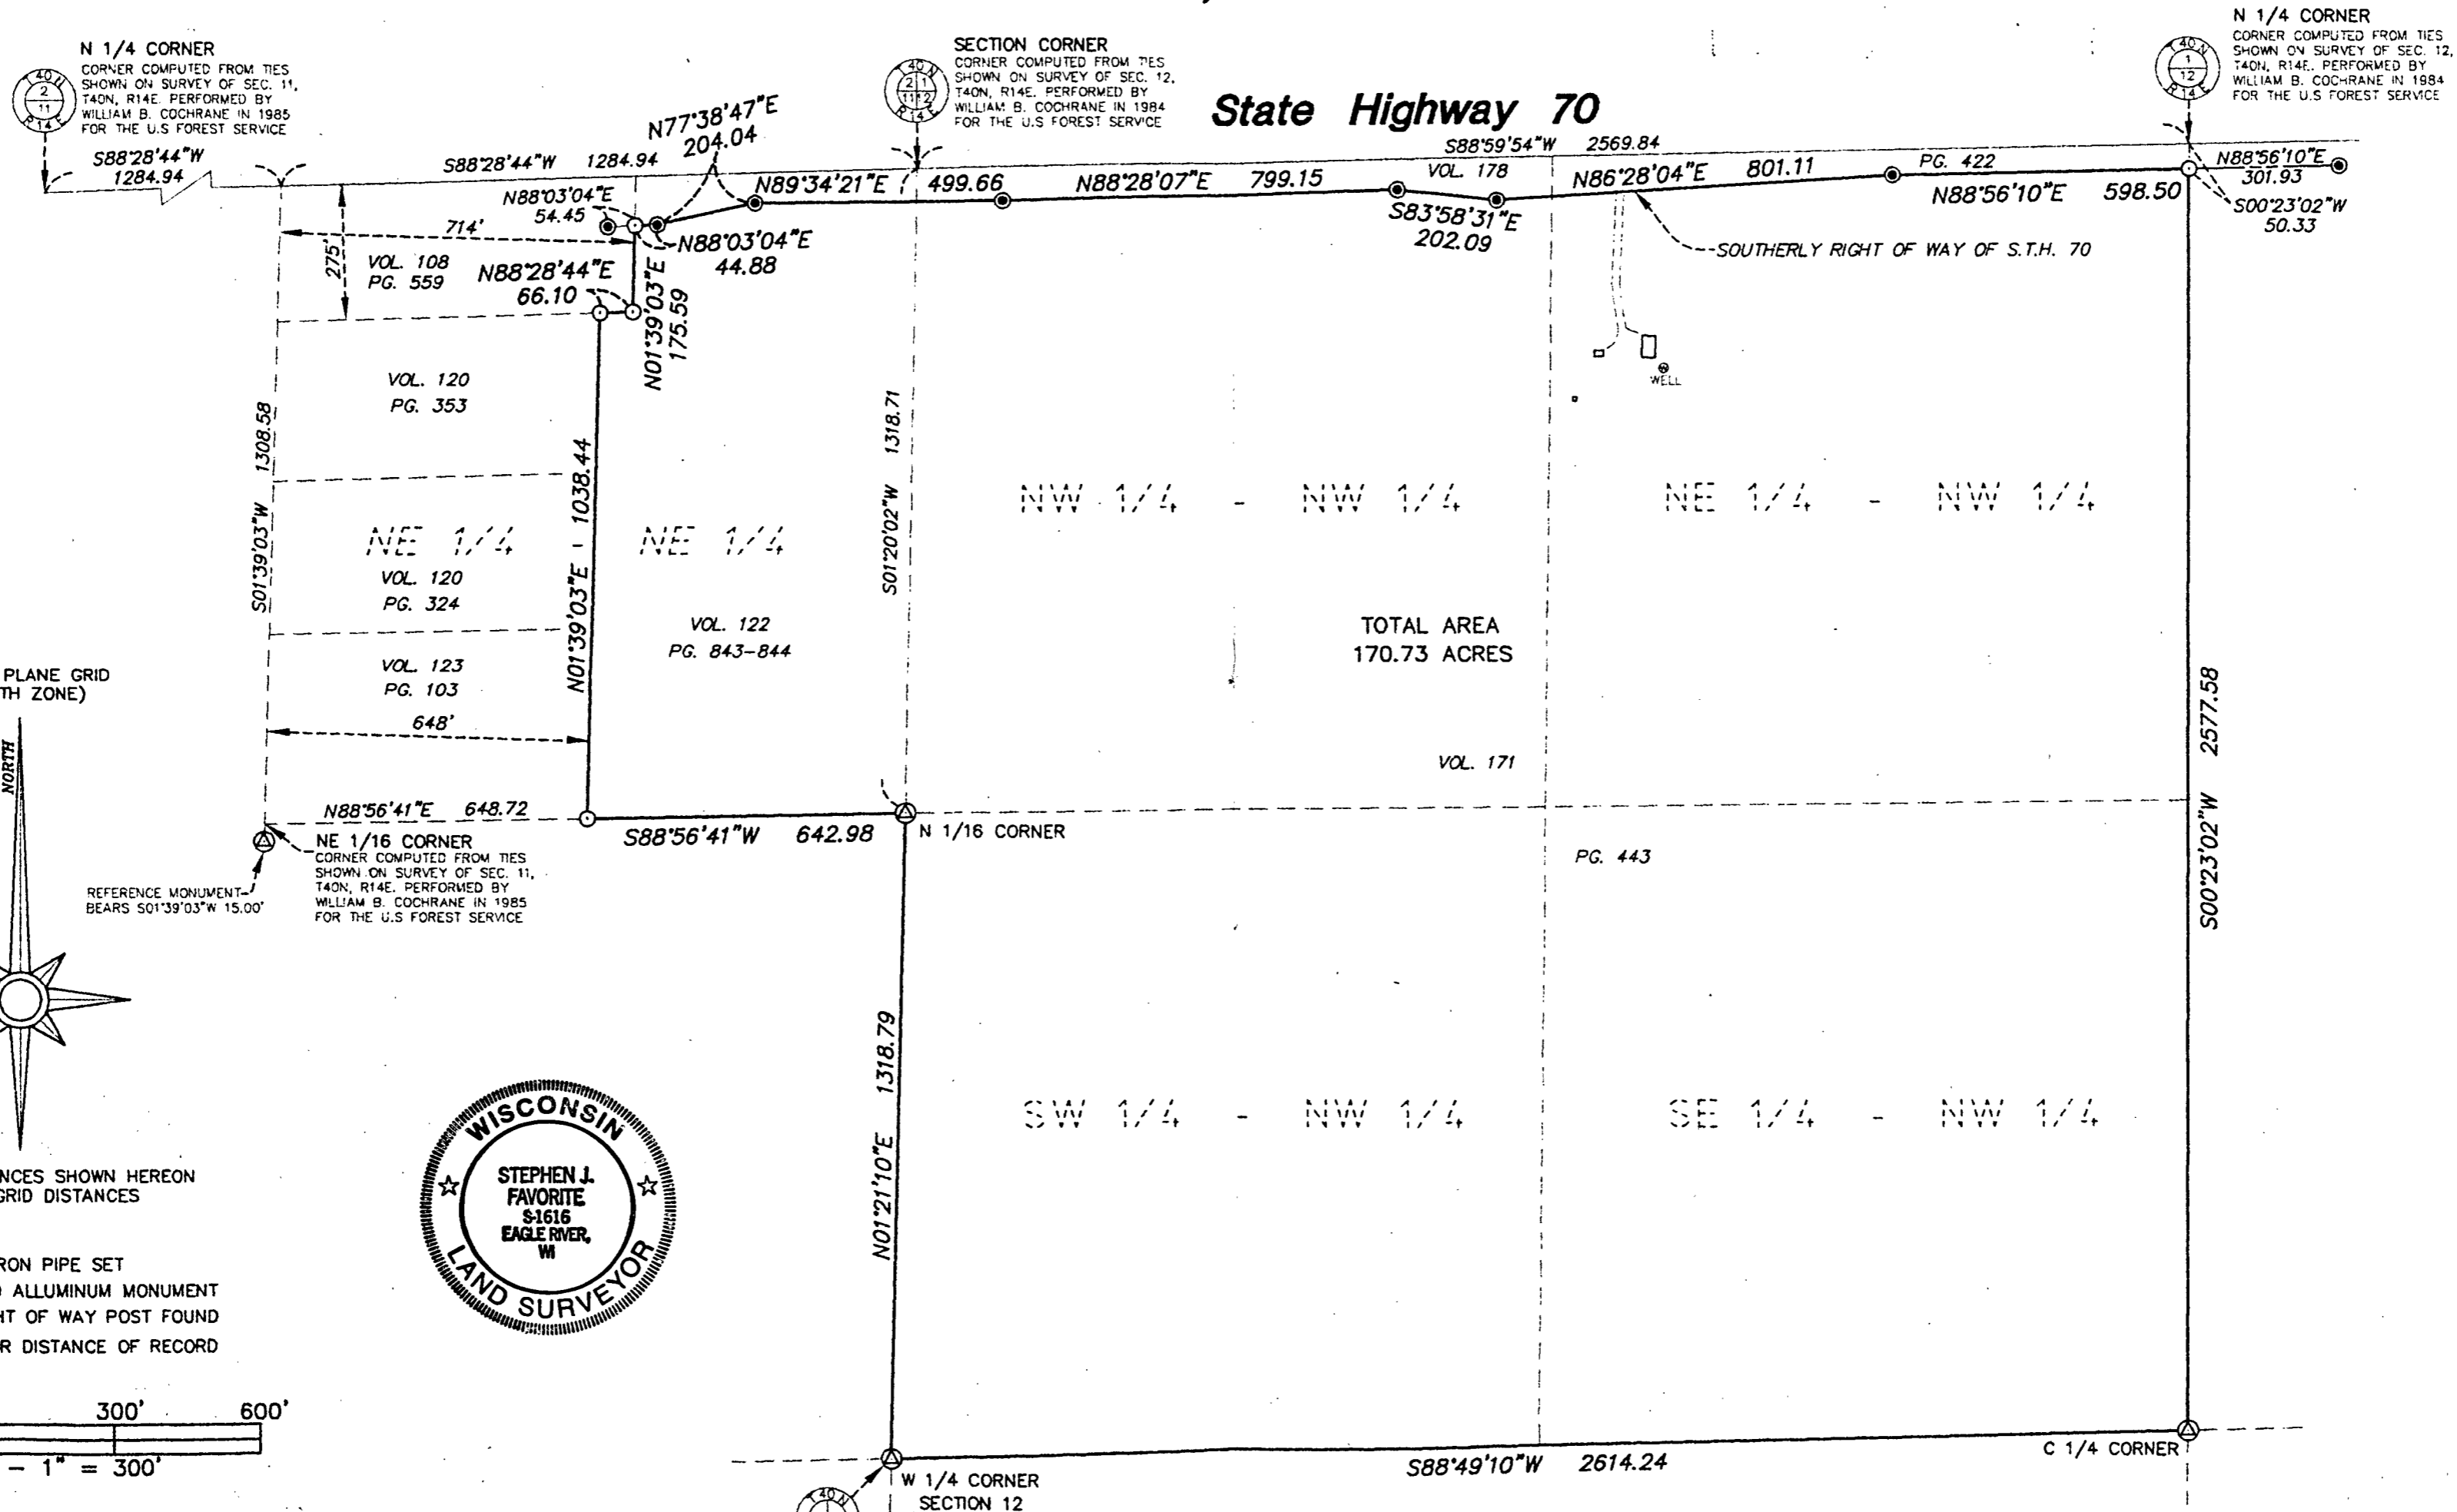 N 1/4 CORNER
CORNER COMPUTED FROM TIES
SHOWN ON SURVEY OF SEC. 11,
T40N, R14E. PERFORMED BY
WILLIAM B. COCHRANE IN 1985
FOR THE U.S FOREST SERVICE
T 40 N
2
11
R 14 E
SECTION CORNER
CORNER COMPUTED FROM TIES
SHOWN ON SURVEY OF SEC. 12,
T40N, R14E. PERFORMED BY
WILLIAM B. COCHRANE IN 1984
FOR THE U.S FOREST SERVICE
T 40 N
2 1
11 12
R 14 E
State Highway 70
N 1/4 CORNER
CORNER COMPUTED FROM TIES
SHOWN ON SURVEY OF SEC. 12,
T40N, R14E. PERFORMED BY
WILLIAM B. COCHRANE IN 1984
FOR THE U.S FOREST SERVICE
T 40 N
1
12
R 14 E
S88°28'44"W
1284.94
S88°28'44"W 1284.94
N77°38'47"E
204.04
S88°59'54"W 2569.84
N88°03'04"E
54.45
N89°34'21"E 499.66
N88°28'07"E 799.15
VOL. 178
S83°58'31"E
202.09
N86°28'04"E 801.11
PG. 422
N88°56'10"E 598.50
N88°56'10"E
301.93
S00°23'02"W
50.33
SOUTHERLY RIGHT OF WAY OF S.T.H. 70
714'
275'
VOL. 108
PG. 559
N88°28'44"E
66.10
N88°03'04"E
44.88
N01°39'03"E
175.59
WELL
VOL. 120
PG. 353
S01°39'03"W 1308.58
N01°39'03"E - 1038.44
S01°20'02"W 1318.71
NE 1/4 NE 1/4
NW 1/4 - NW 1/4
NE 1/4 - NW 1/4
VOL. 120
PG. 324
VOL. 122
PG. 843-844
TOTAL AREA
170.73 ACRES
VOL. 123
PG. 103
648'
PLANE GRID
TH ZONE)
NORTH
VOL. 171
PG. 443
S00°23'02"W 2577.58
N88°56'41"E 648.72
S88°56'41"W 642.98
N 1/16 CORNER
NE 1/16 CORNER
CORNER COMPUTED FROM TIES
SHOWN ON SURVEY OF SEC. 11,
T40N, R14E. PERFORMED BY
WILLIAM B. COCHRANE IN 1985
FOR THE U.S FOREST SERVICE
REFERENCE MONUMENT
BEARS S01°39'03"W 15.00'
N01°21'10"E 1318.79
SW 1/4 - NW 1/4
SE 1/4 - NW 1/4
WISCONSIN
STEPHEN J.
FAVORITE
S-1616
EAGLE RIVER,
WI
LAND SURVEYOR
NCES SHOWN HEREON
GRID DISTANCES
RON PIPE SET
ALLUMINUM MONUMENT
HT OF WAY POST FOUND
R DISTANCE OF RECORD
300' 600'
- 1" = 300'
S88°49'10"W 2614.24
C 1/4 CORNER
W 1/4 CORNER
SECTION 12
40